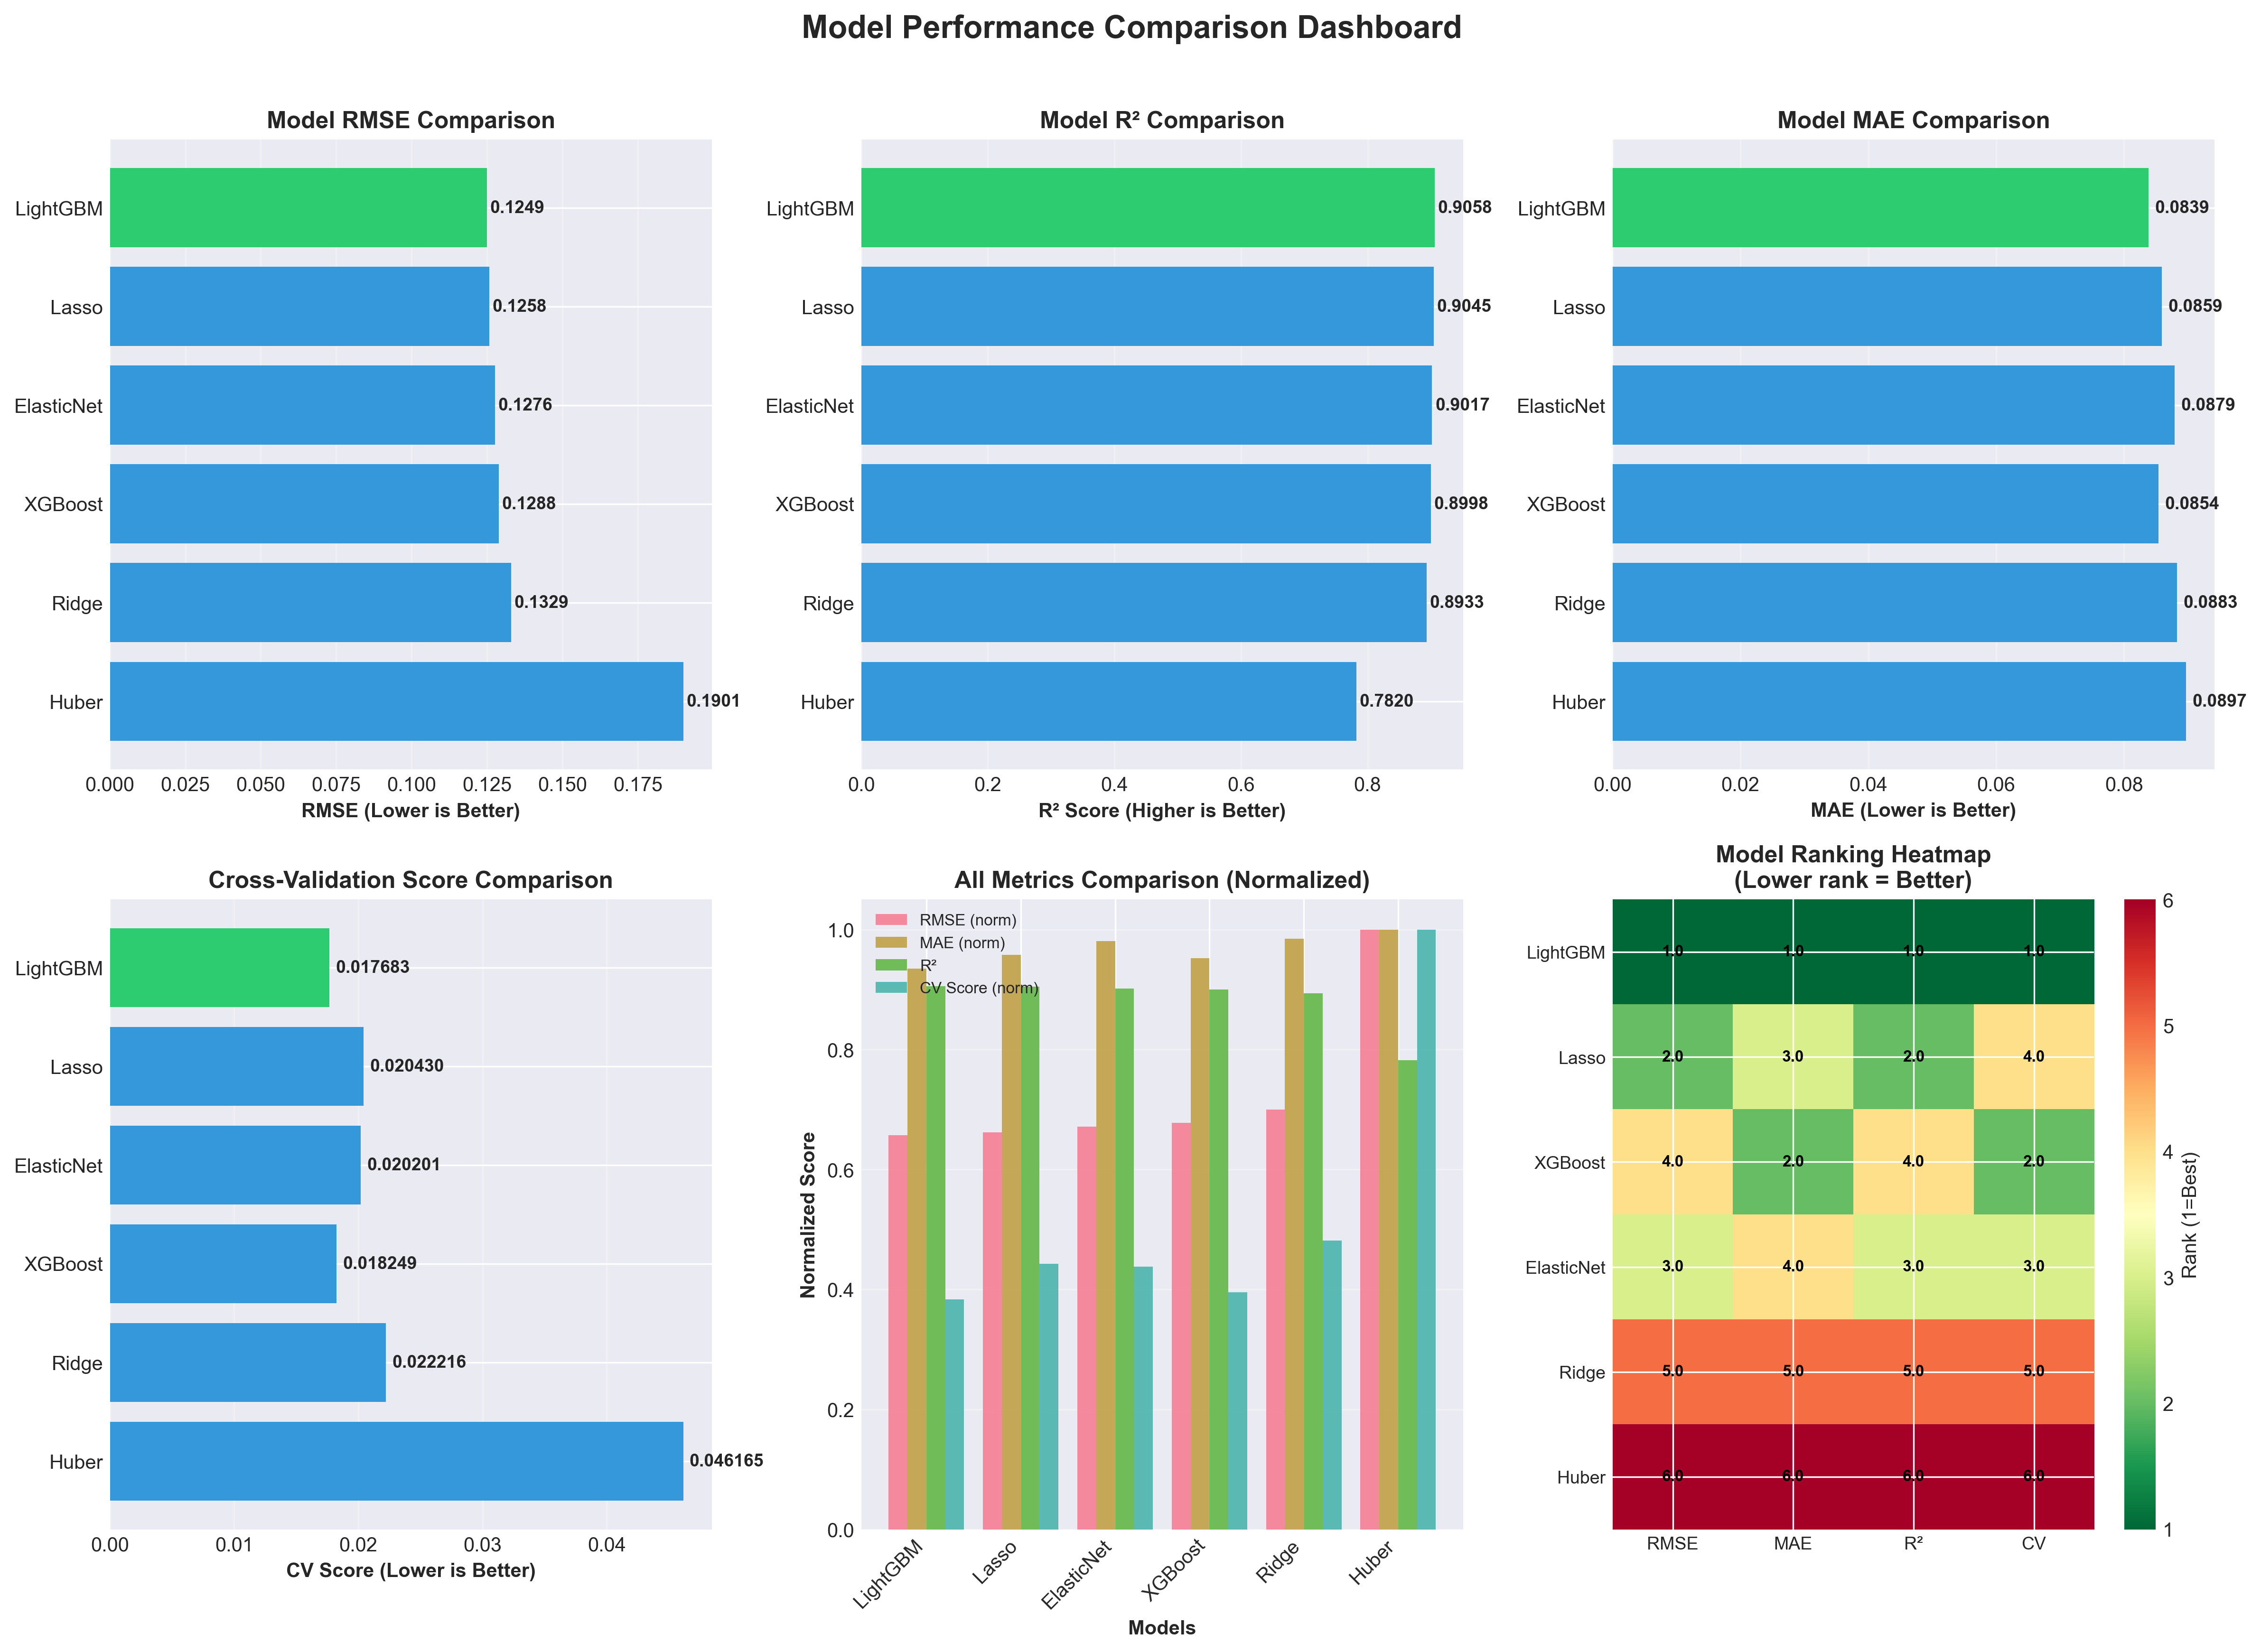 Model Performance Comparison Dashboard
Model RMSE Comparison
LightGBM
0.1249
Lasso
0.1258
ElasticNet
0.1276
XGBoost
0.1288
Ridge
0.1329
Huber
0.1901
0.000 0.025 0.050 0.075 0.100 0.125 0.150 0.175
RMSE (Lower is Better)
Model R² Comparison
LightGBM
0.9058
Lasso
0.9045
ElasticNet
0.9017
XGBoost
0.8998
Ridge
0.8933
Huber
0.7820
0.0 0.2 0.4 0.6 0.8
R² Score (Higher is Better)
Model MAE Comparison
LightGBM
0.0839
Lasso
0.0859
ElasticNet
0.0879
XGBoost
0.0854
Ridge
0.0883
Huber
0.0897
0.00 0.02 0.04 0.06 0.08
MAE (Lower is Better)
Cross-Validation Score Comparison
LightGBM
0.017683
Lasso
0.020430
ElasticNet
0.020201
XGBoost
0.018249
Ridge
0.022216
Huber
0.046165
0.00 0.01 0.02 0.03 0.04
CV Score (Lower is Better)
All Metrics Comparison (Normalized)
RMSE (norm)
MAE (norm)
R²
CV Score (norm)
1.0
0.8
0.6
0.4
0.2
0.0
Normalized Score
LightGBM
Lasso
ElasticNet
XGBoost
Ridge
Huber
Models
Model Ranking Heatmap
(Lower rank = Better)
LightGBM 1.0 1.0 1.0 1.0
Lasso 2.0 3.0 2.0 4.0
XGBoost 4.0 2.0 4.0 2.0
ElasticNet 3.0 4.0 3.0 3.0
Ridge 5.0 5.0 5.0 5.0
Huber 6.0 6.0 6.0 6.0
RMSE MAE R² CV
6
5
4
3
2
1
Rank (1=Best)